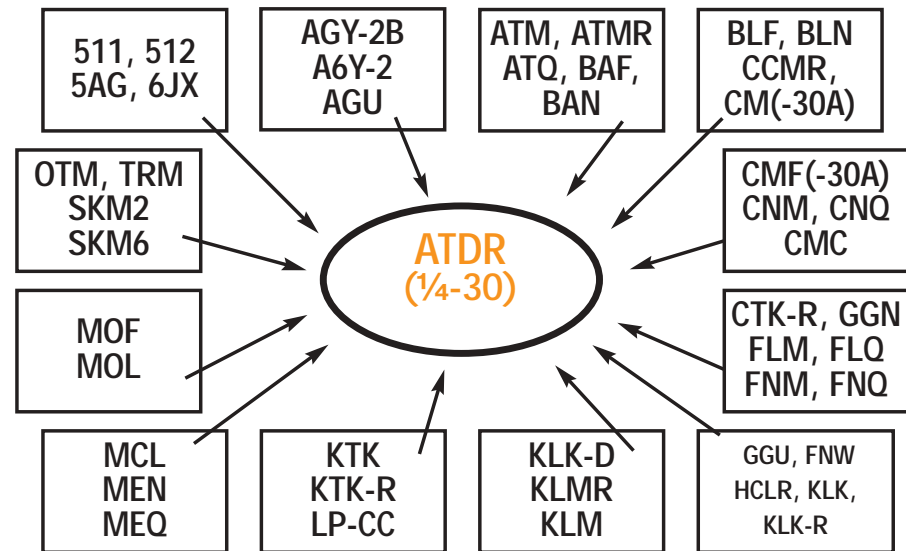 511, 512
5AG, 6JX
AGY-2B
A6Y-2
AGU
ATM, ATMR
ATQ, BAF,
BAN
BLF, BLN
CCMR,
CM(-30A)
OTM, TRM
SKM2
SKM6
ATDR
(¼-30)
CMF(-30A)
CNM, CNQ
CMC
MOF
MOL
CTK-R, GGN
FLM, FLQ
FNM, FNQ
MCL
MEN
MEQ
KTK
KTK-R
LP-CC
KLK-D
KLMR
KLM
GGU, FNW
HCLR, KLK,
KLK-R